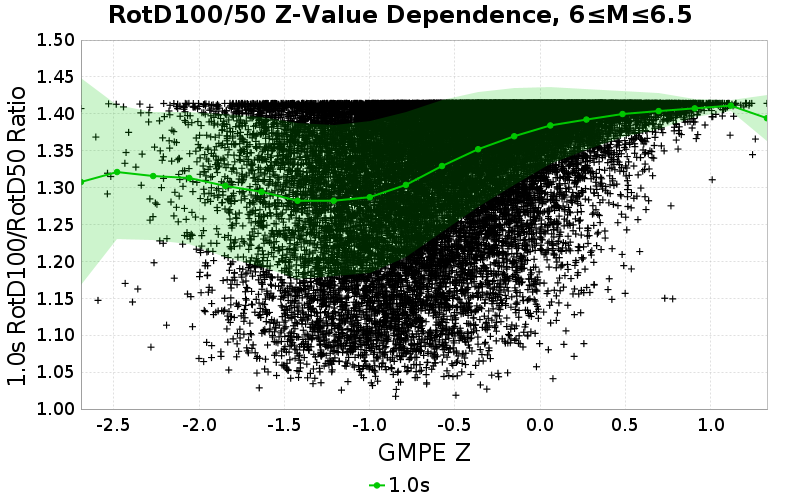 RotD100/50 Z-Value Dependence, 6≤M≤6.5
1.0s RotD100/RotD50 Ratio
1.50
1.45
1.40
1.35
1.30
1.25
1.20
1.15
1.10
1.05
1.00
-2.5 -2.0 -1.5 -1.0 -0.5 0.0 0.5 1.0
GMPE Z
1.0s